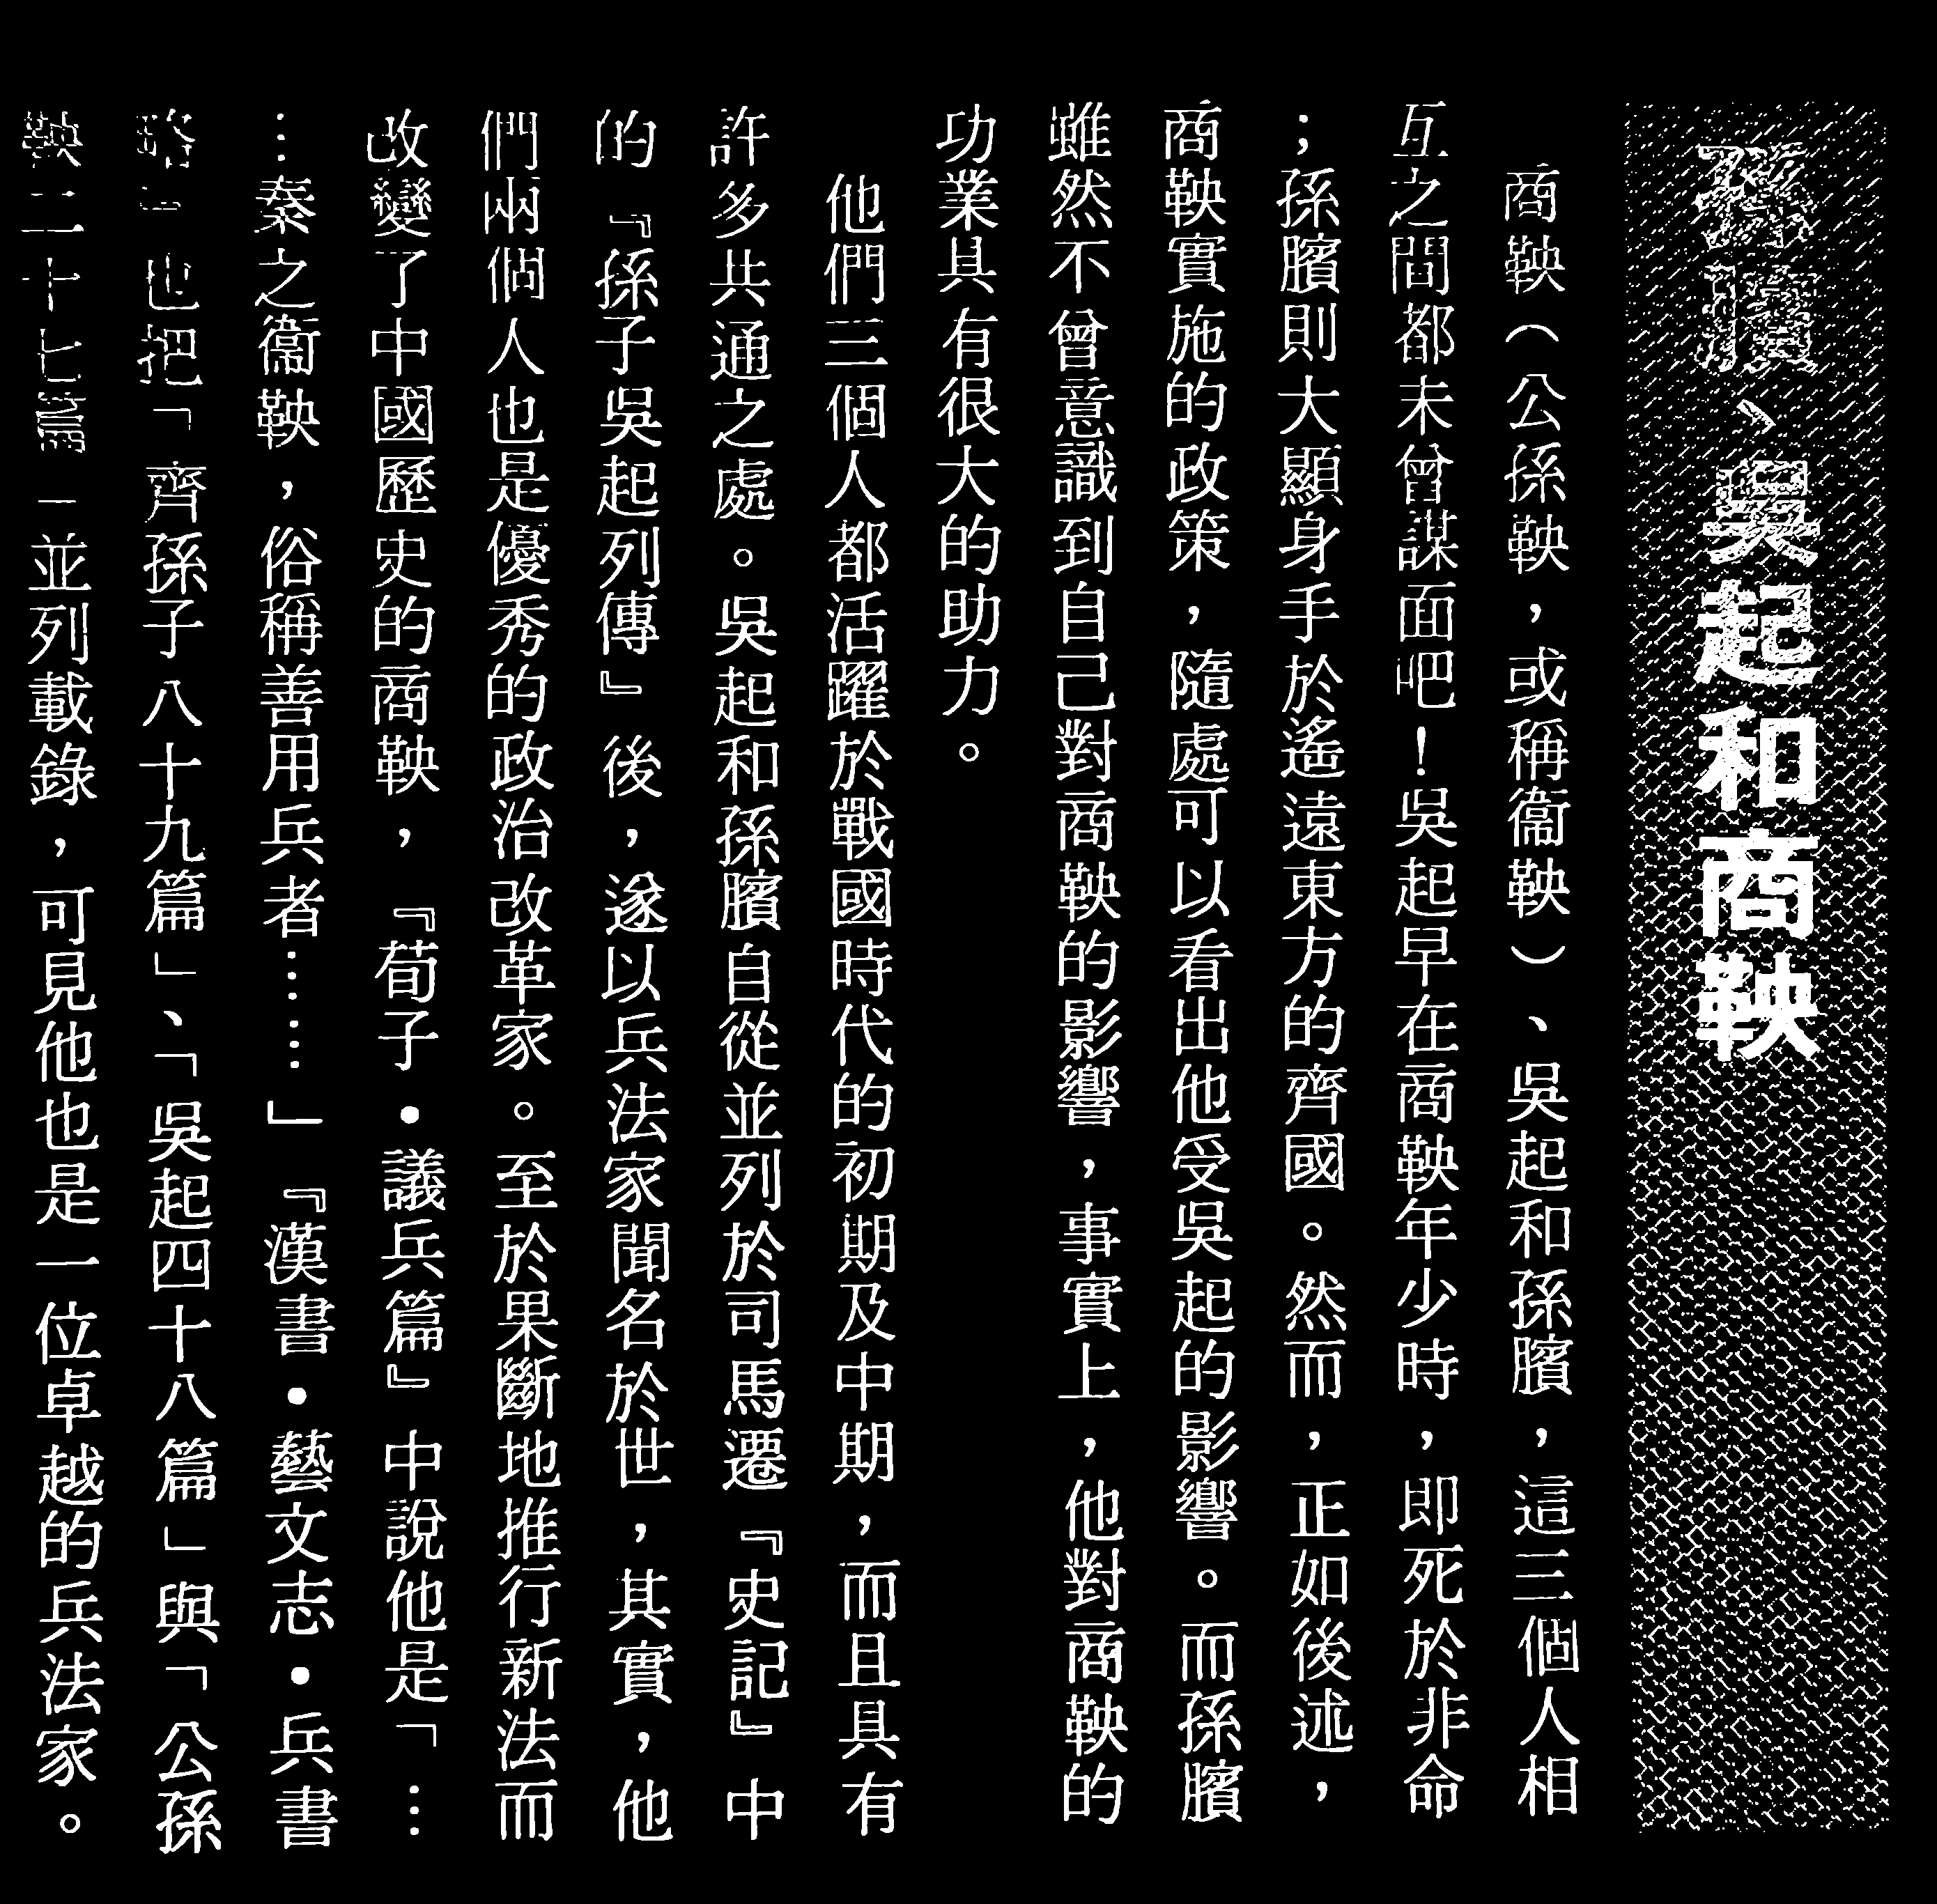 孫臏、吳起和商鞅
商鞅（公孫鞅，或稱衞鞅）、吳起和孫臏，這三個人相
互之間都未曾謀面吧！吳起早在商鞅年少時，即死於非命
；孫臏則大顯身手於遙遠東方的齊國。然而，正如後述，
商鞅實施的政策，隨處可以看出他受吳起的影響。而孫臏
雖然不曾意識到自己對商鞅的影響，事實上，他對商鞅的
功業具有很大的助力。
他們三個人都活躍於戰國時代的初期及中期，而且具有
許多共通之處。吳起和孫臏自從並列於司馬遷『史記』中
的『孫子吳起列傳』後，遂以兵法家聞名於世，其實，他
們兩個人也是優秀的政治改革家。至於果斷地推行新法而
改變了中國歷史的商鞅，『荀子•議兵篇』中說他是「…
…秦之衞鞅，俗稱善用兵者……」『漢書•藝文志•兵書
略』也把「齊孫子八十九篇」、「吳起四十八篇」與「公孫
鞅二十七篇」並列載錄，可見他也是一位卓越的兵法家。